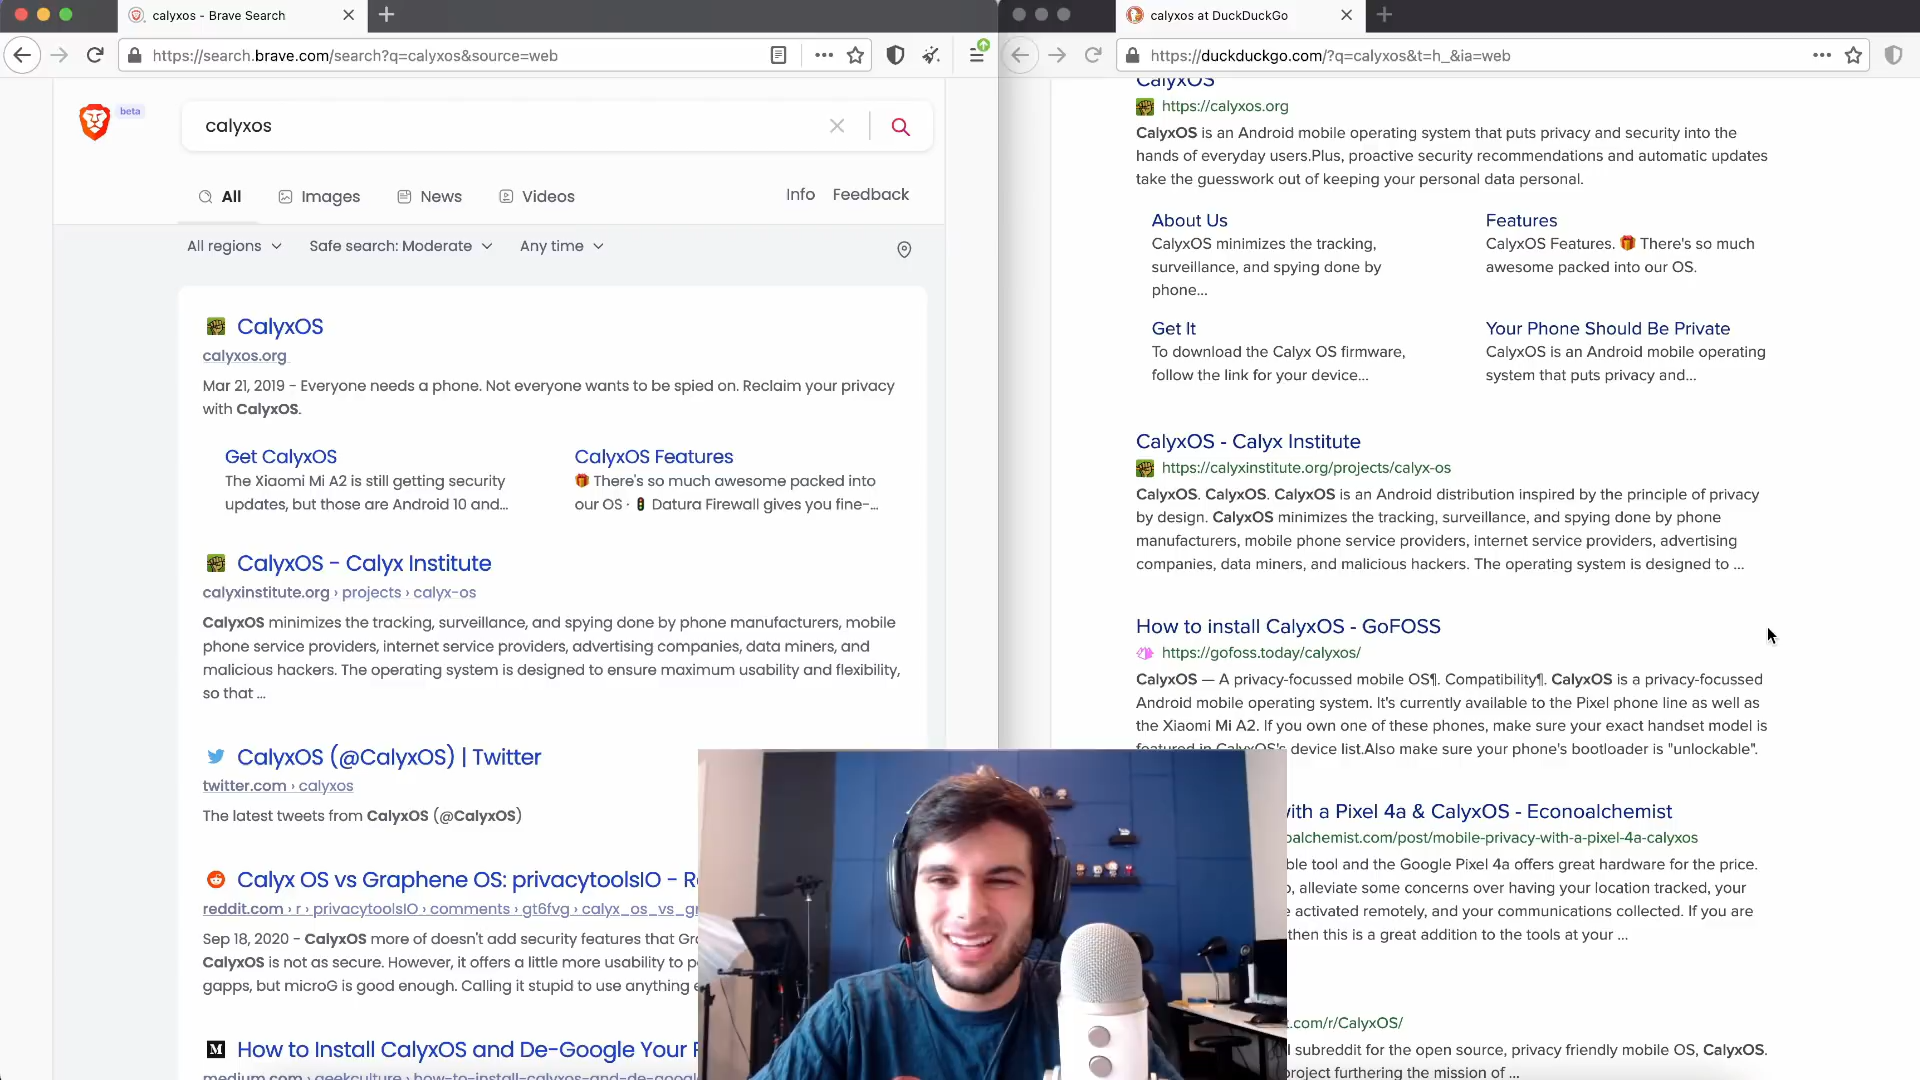 calyxos - Brave Search
https://search.brave.com/search?q=calyxos&source=web
beta
calyxos
All
Images
News
Videos
Info
Feedback
All regions
Safe search: Moderate
Any time
CalyxOS
calyxos.org
Mar 21, 2019 - Everyone needs a phone. Not everyone wants to be spied on. Reclaim your privacy
with CalyxOS.
Get CalyxOS
The Xiaomi Mi A2 is still getting security
updates, but those are Android 10 and...
CalyxOS Features
🎁 There's so much awesome packed into
our OS · 🚦 Datura Firewall gives you fine-...
CalyxOS - Calyx Institute
calyxinstitute.org › projects › calyx-os
CalyxOS minimizes the tracking, surveillance, and spying done by phone manufacturers, mobile
phone service providers, internet service providers, advertising companies, data miners, and
malicious hackers. The operating system is designed to ensure maximum usability and flexibility,
so that ...
CalyxOS (@CalyxOS) | Twitter
twitter.com › calyxos
The latest tweets from CalyxOS (@CalyxOS)
Calyx OS vs Graphene OS: privacytoolsIO - R
reddit.com › r › privacytoolsIO › comments › gt6fvg › calyx_os_vs_gr
Sep 18, 2020 - CalyxOS more of doesn't add security features that Gr
CalyxOS is not as secure. However, it offers a little more usability to p
gapps, but microG is good enough. Calling it stupid to use anything e
How to Install CalyxOS and De-Google Your
medium.com › geekculture › how-to-install-calyxos-and-de-googl
calyxos at DuckDuckGo
https://duckduckgo.com/?q=calyxos&t=h_&ia=web
CalyxOS
https://calyxos.org
CalyxOS is an Android mobile operating system that puts privacy and security into the
hands of everyday users.Plus, proactive security recommendations and automatic updates
take the guesswork out of keeping your personal data personal.
About Us
CalyxOS minimizes the tracking,
surveillance, and spying done by
phone...
Features
CalyxOS Features. 🎁 There's so much
awesome packed into our OS.
Get It
To download the Calyx OS firmware,
follow the link for your device...
Your Phone Should Be Private
CalyxOS is an Android mobile operating
system that puts privacy and...
CalyxOS - Calyx Institute
https://calyxinstitute.org/projects/calyx-os
CalyxOS. CalyxOS. CalyxOS is an Android distribution inspired by the principle of privacy
by design. CalyxOS minimizes the tracking, surveillance, and spying done by phone
manufacturers, mobile phone service providers, internet service providers, advertising
companies, data miners, and malicious hackers. The operating system is designed to ...
How to install CalyxOS - GoFOSS
https://gofoss.today/calyxos/
CalyxOS — A privacy-focussed mobile OS¶. Compatibility¶. CalyxOS is a privacy-focussed
Android mobile operating system. It's currently available to the Pixel phone line as well as
the Xiaomi Mi A2. If you own one of these phones, make sure your exact handset model is
featured in CalyxOS's device list.Also make sure your phone's bootloader is "unlockable".
with a Pixel 4a & CalyxOS - Econoalchemist
oalchemist.com/post/mobile-privacy-with-a-pixel-4a-calyxos
ble tool and the Google Pixel 4a offers great hardware for the price.
, alleviate some concerns over having your location tracked, your
activated remotely, and your communications collected. If you are
then this is a great addition to the tools at your ...
.com/r/CalyxOS/
l subreddit for the open source, privacy friendly mobile OS, CalyxOS.
project furthering the mission of ...